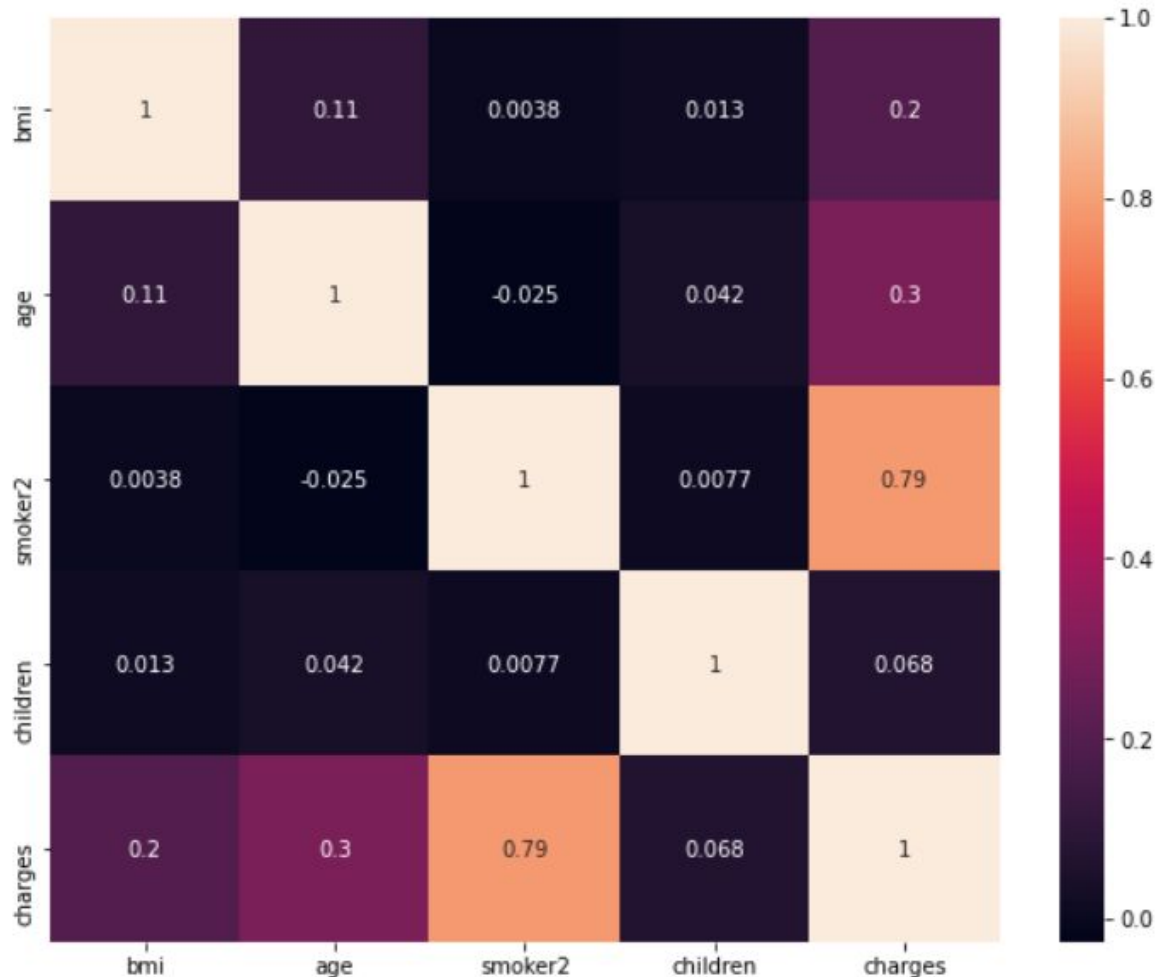 bmi 1 0.11 0.0038 0.013 0.2
age 0.11 1 -0.025 0.042 0.3
smoker2 0.0038 -0.025 1 0.0077 0.79
children 0.013 0.042 0.0077 1 0.068
charges 0.2 0.3 0.79 0.068 1
bmi age smoker2 children charges
1.0
0.8
0.6
0.4
0.2
0.0